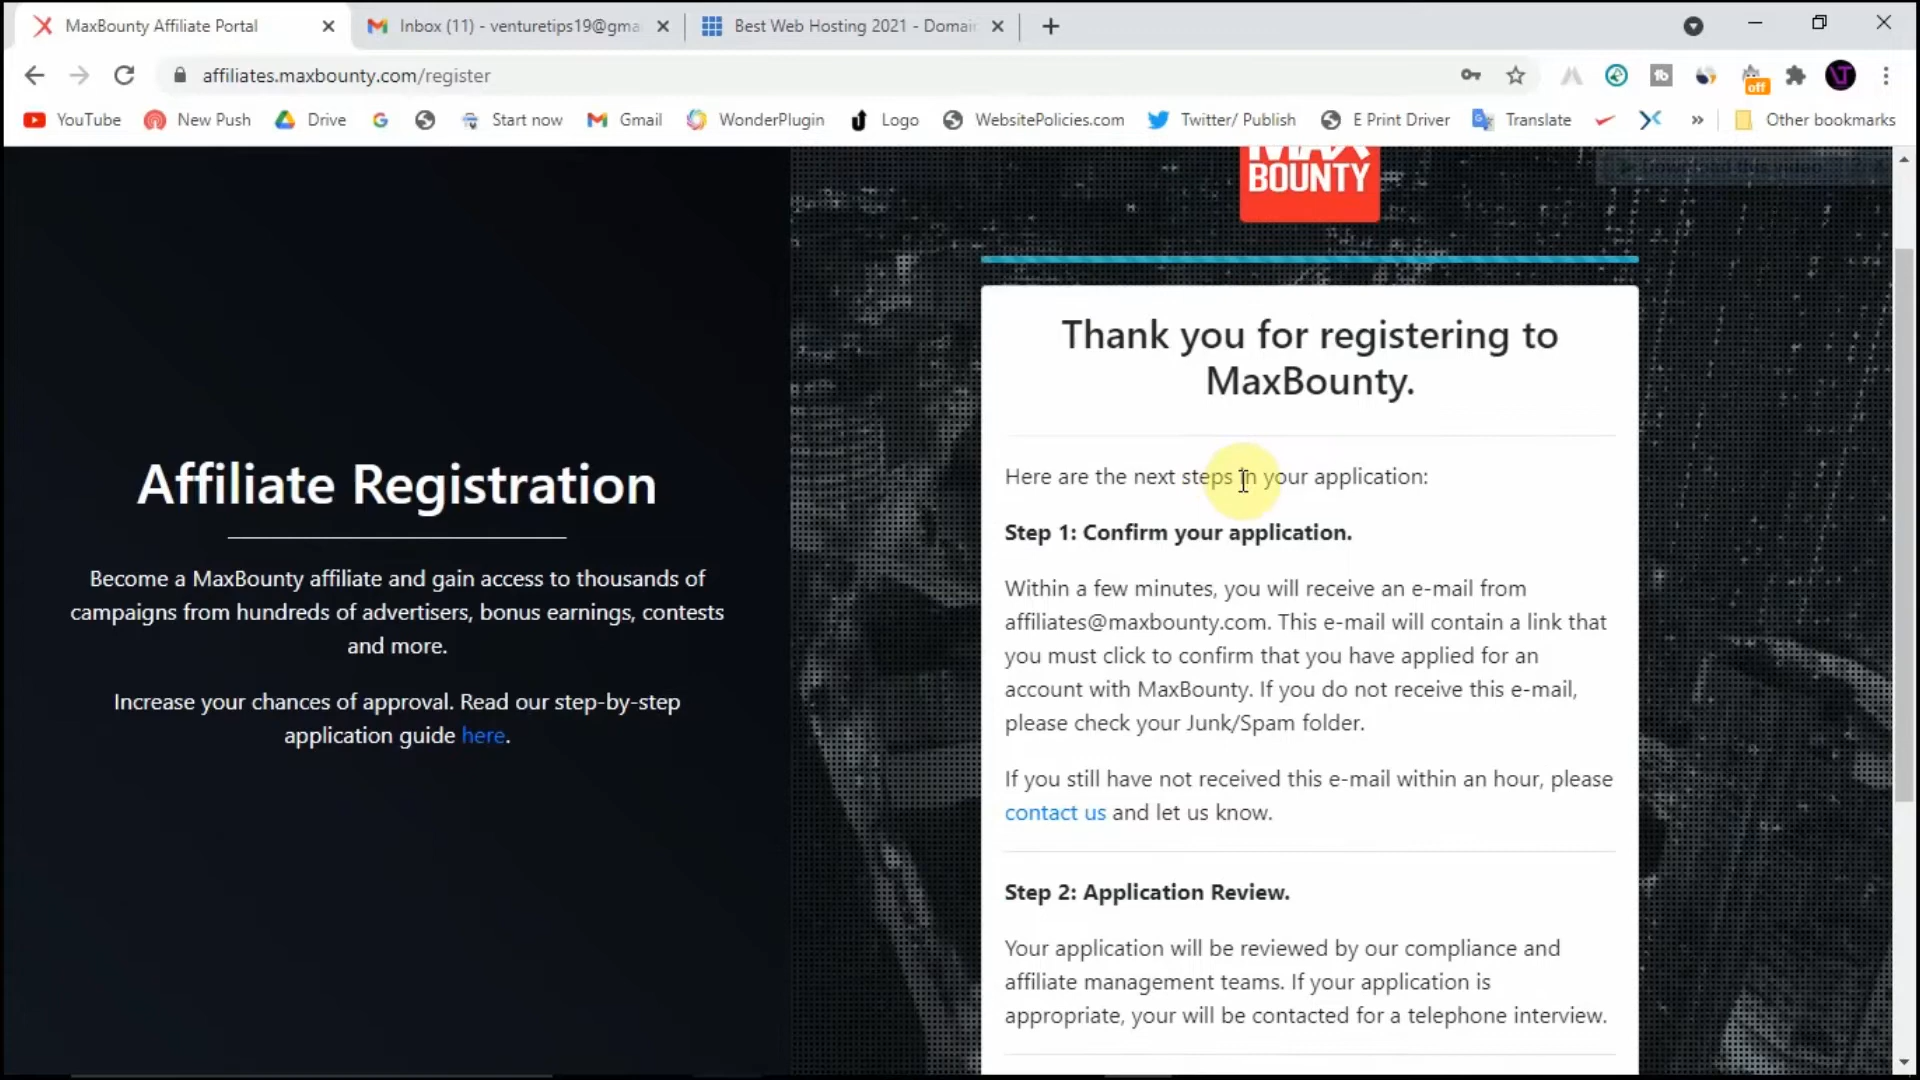 MaxBounty Affiliate Portal
Inbox (11) - venturetips19@gma
Best Web Hosting 2021 - Domain
affiliates.maxbounty.com/register
off
YouTube
New Push
Drive
Start now
Gmail
WonderPlugin
Logo
WebsitePolicies.com
Twitter/ Publish
E Print Driver
Translate
»
Other bookmarks
MAX
BOUNTY
Affiliate Registration
Become a MaxBounty affiliate and gain access to thousands of
campaigns from hundreds of advertisers, bonus earnings, contests
and more.
Increase your chances of approval. Read our step-by-step
application guide here.
Thank you for registering to
MaxBounty.
Here are the next steps in your application:
Step 1: Confirm your application.
Within a few minutes, you will receive an e-mail from
affiliates@maxbounty.com. This e-mail will contain a link that
you must click to confirm that you have applied for an
account with MaxBounty. If you do not receive this e-mail,
please check your Junk/Spam folder.
If you still have not received this e-mail within an hour, please
contact us and let us know.
Step 2: Application Review.
Your application will be reviewed by our compliance and
affiliate management teams. If your application is
appropriate, your will be contacted for a telephone interview.